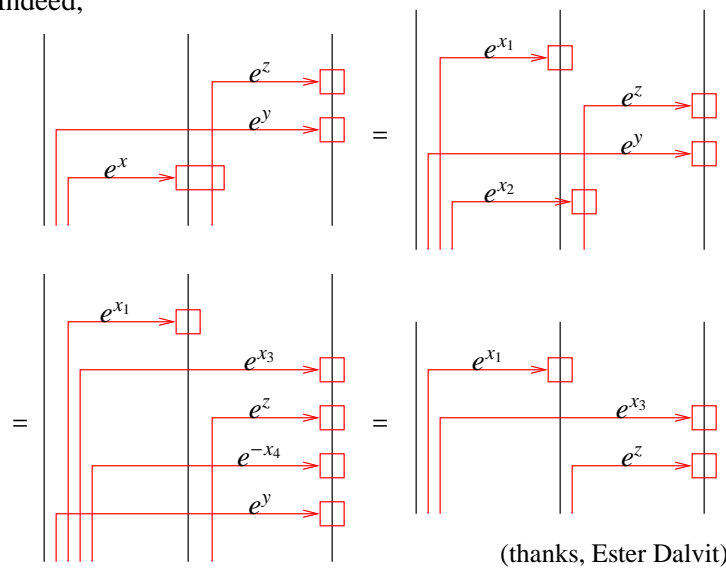 Indeed,
e^z
e^y
e^x
=
e^{x_1}
e^z
e^y
e^{x_2}
=
e^{x_1}
e^{x_3}
e^z
e^{-x_4}
e^y
=
e^{x_1}
e^{x_3}
e^z
(thanks, Ester Dalvit)